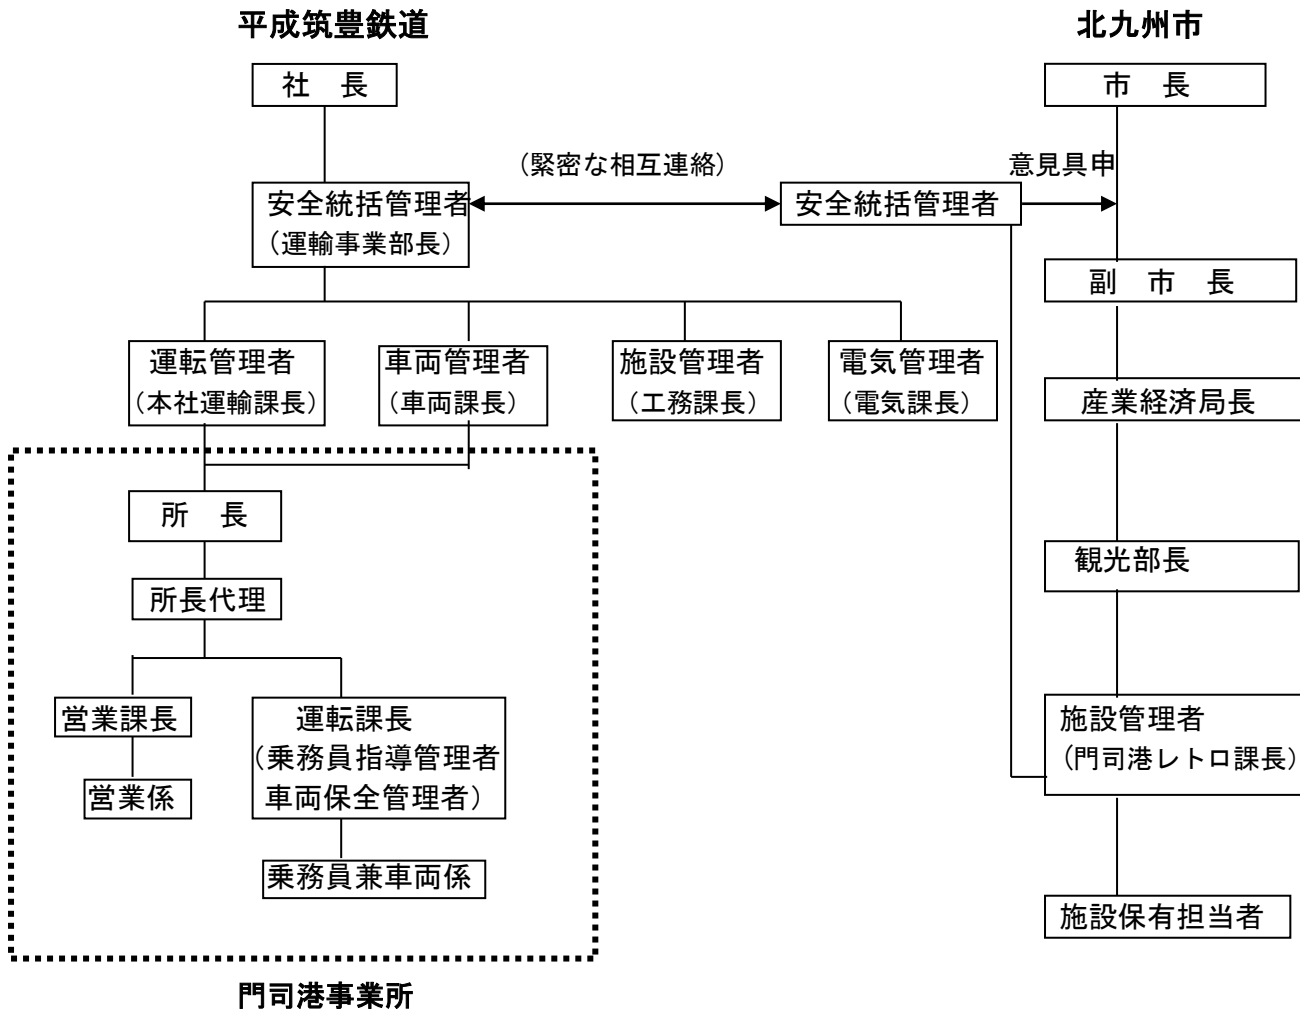 平成筑豊鉄道
北九州市
社　長
市　長
(緊密な相互連絡)
意見具申
安全統括管理者
(運輸事業部長)
安全統括管理者
副　市　長
運転管理者
(本社運輸課長)
車両管理者
(車両課長)
施設管理者
(工務課長)
電気管理者
(電気課長)
産業経済局長
所　長
観光部長
所長代理
営業課長
運転課長
(乗務員指導管理者
車両保全管理者)
施設管理者
(門司港レトロ課長)
営業係
乗務員兼車両係
施設保有担当者
門司港事業所